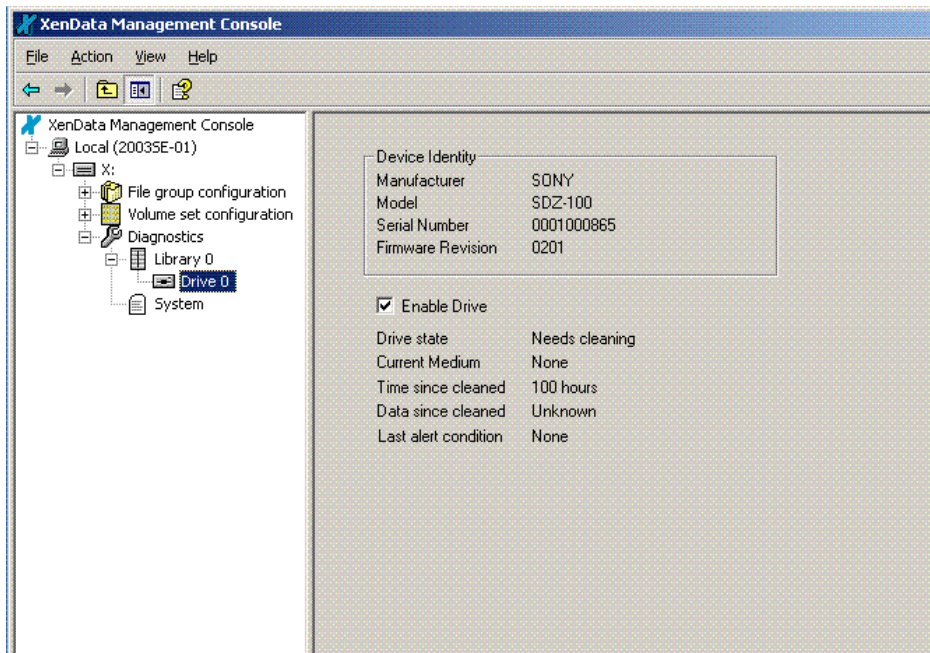 XenData Management Console
File Action View Help
XenData Management Console
Local (2003SE-01)
X:
File group configuration
Volume set configuration
Diagnostics
Library 0
Drive 0
System
Device Identity
Manufacturer SONY
Model SDZ-100
Serial Number 0001000865
Firmware Revision 0201
Enable Drive
Drive state Needs cleaning
Current Medium None
Time since cleaned 100 hours
Data since cleaned Unknown
Last alert condition None